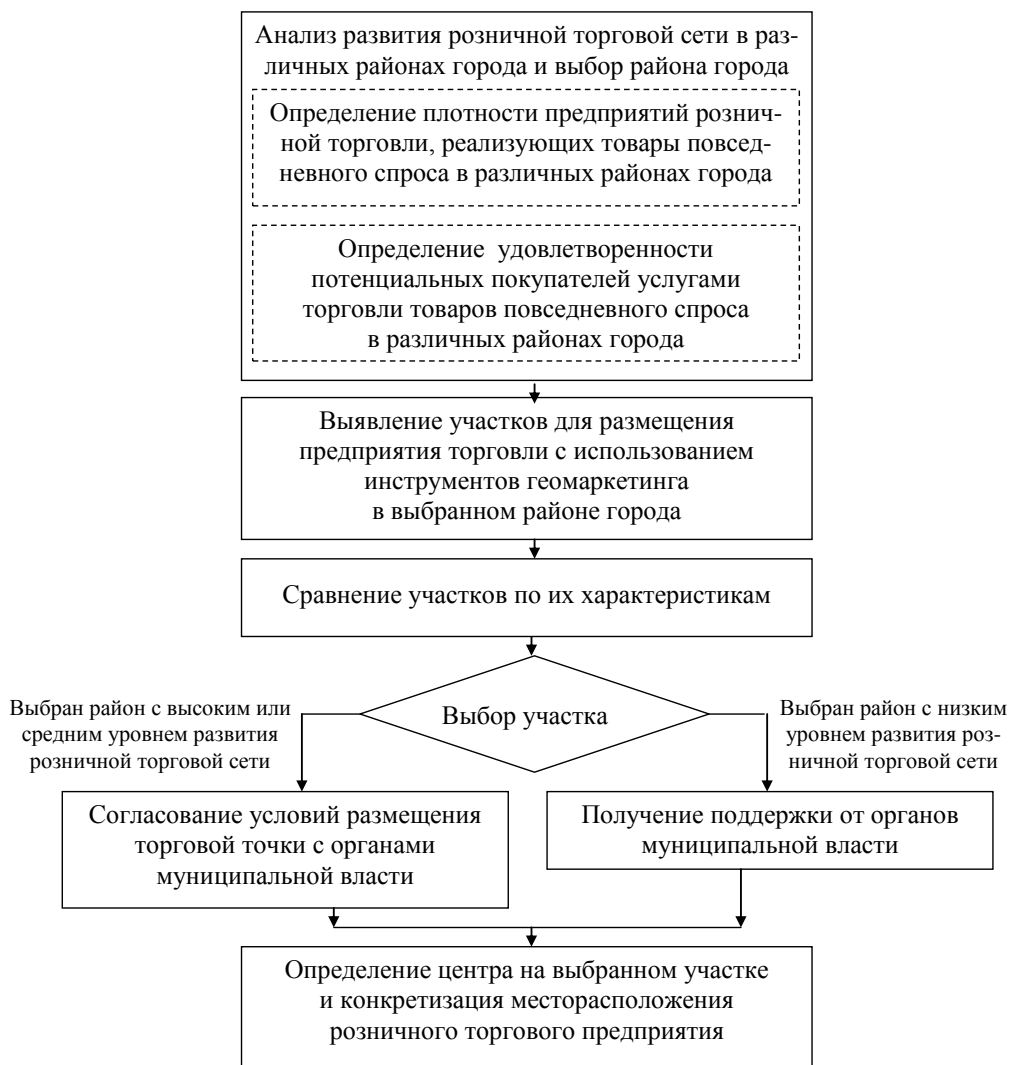 Анализ развития розничной торговой сети в раз-
личных районах города и выбор района города
Определение плотности предприятий рознич-
ной торговли, реализующих товары повсед-
невного спроса в различных районах города
Определение удовлетворенности
потенциальных покупателей услугами
торговли товаров повседневного спроса
в различных районах города
Выявление участков для размещения
предприятия торговли с использованием
инструментов геомаркетинга
в выбранном районе города
Сравнение участков по их характеристикам
Выбор участка
Выбран район с высоким или
средним уровнем развития
розничной торговой сети
Выбран район с низким
уровнем развития роз-
ничной торговой сети
Согласование условий размещения
торговой точки с органами
муниципальной власти
Получение поддержки от органов
муниципальной власти
Определение центра на выбранном участке
и конкретизация месторасположения
розничного торгового предприятия